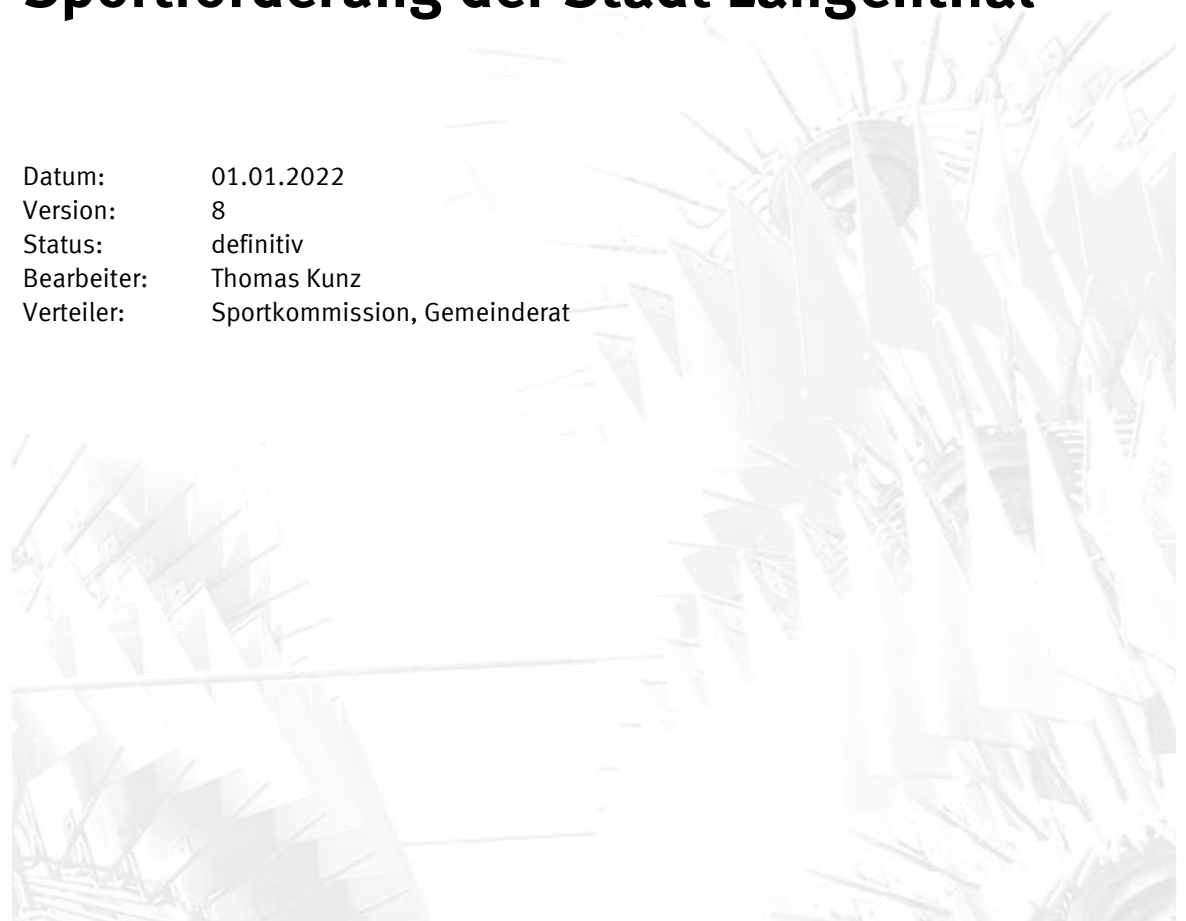 Sportförderung der Stadt Langenthal
Datum: 01.01.2022
Version: 8
Status: definitiv
Bearbeiter: Thomas Kunz
Verteiler: Sportkommission, Gemeinderat